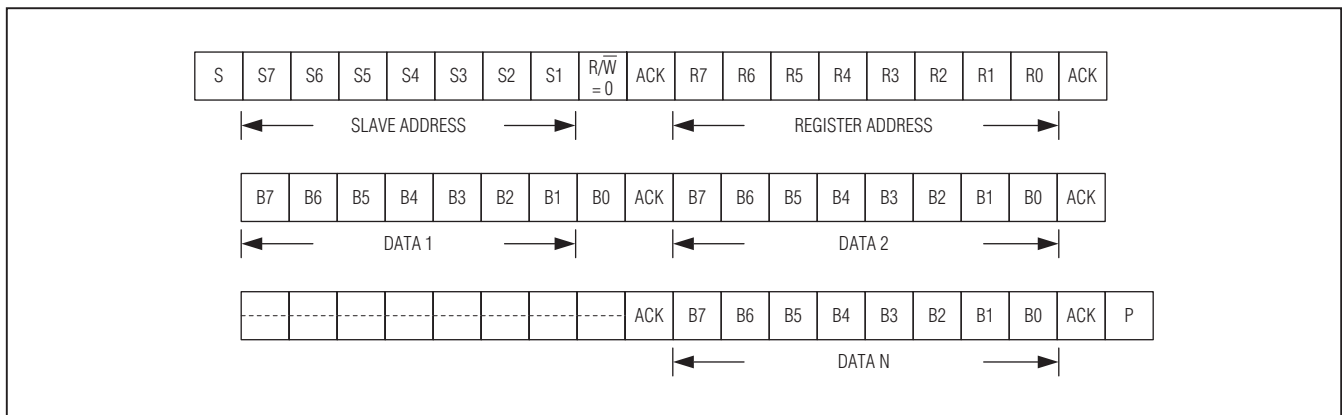 S S7 S6 S5 S4 S3 S2 S1 R/W̅ = 0 ACK R7 R6 R5 R4 R3 R2 R1 R0 ACK
SLAVE ADDRESS REGISTER ADDRESS
B7 B6 B5 B4 B3 B2 B1 B0 ACK B7 B6 B5 B4 B3 B2 B1 B0 ACK
DATA 1 DATA 2
ACK B7 B6 B5 B4 B3 B2 B1 B0 ACK P
DATA N